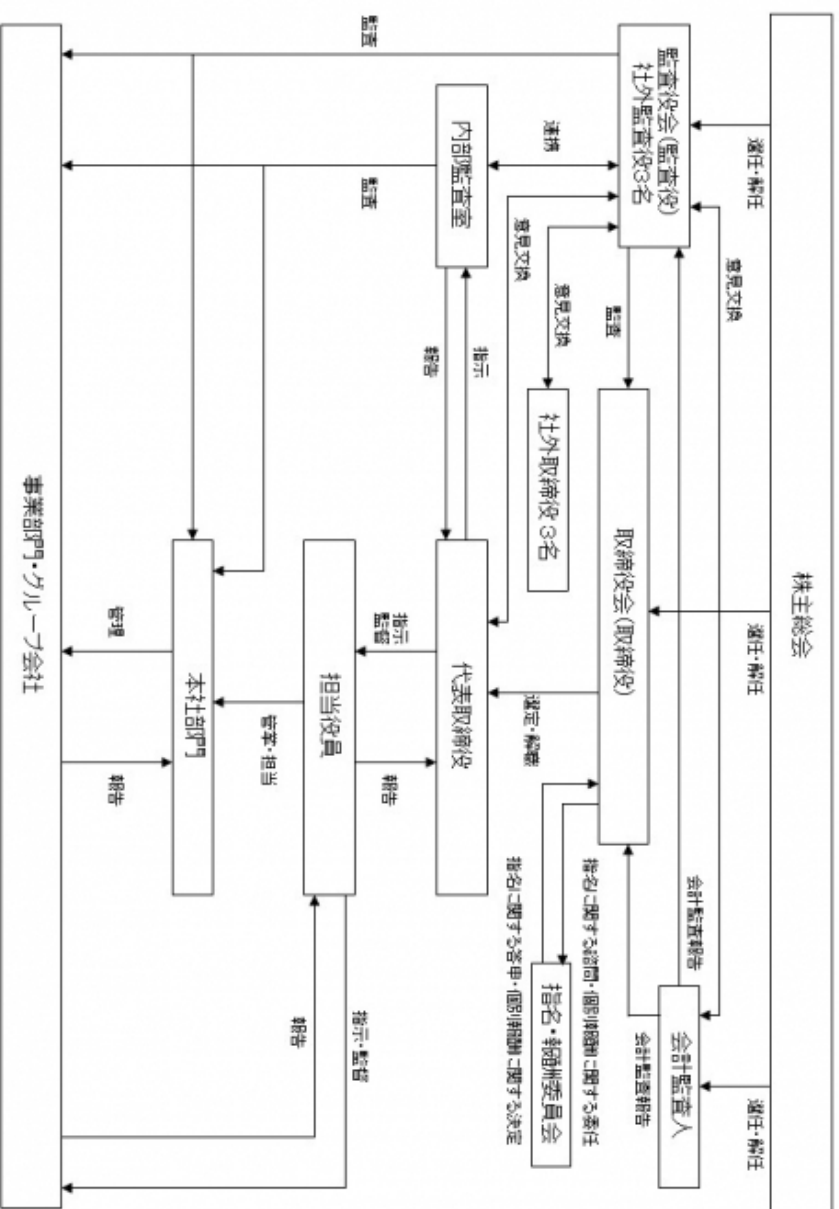 株主総会
選任・解任
選任・解任
選任・解任
意見交換
監査役会(監査役)
社外監査役3名
監査
取締役会(取締役)
会計監査報告
会計監査報告
会計監査人
連携
意見交換
意見交換
社外取締役 3名
選定・解職
指名に関する諮問・個別報酬に関する委任
指名・報酬委員会
指名に関する答申・個別報酬に関する決定
内部監査室
指示
報告
代表取締役
監査
監査
指示
監督
報告
担当役員
管掌・担当
指示・監督
報告
本社部門
管理
報告
事業部門・グループ会社